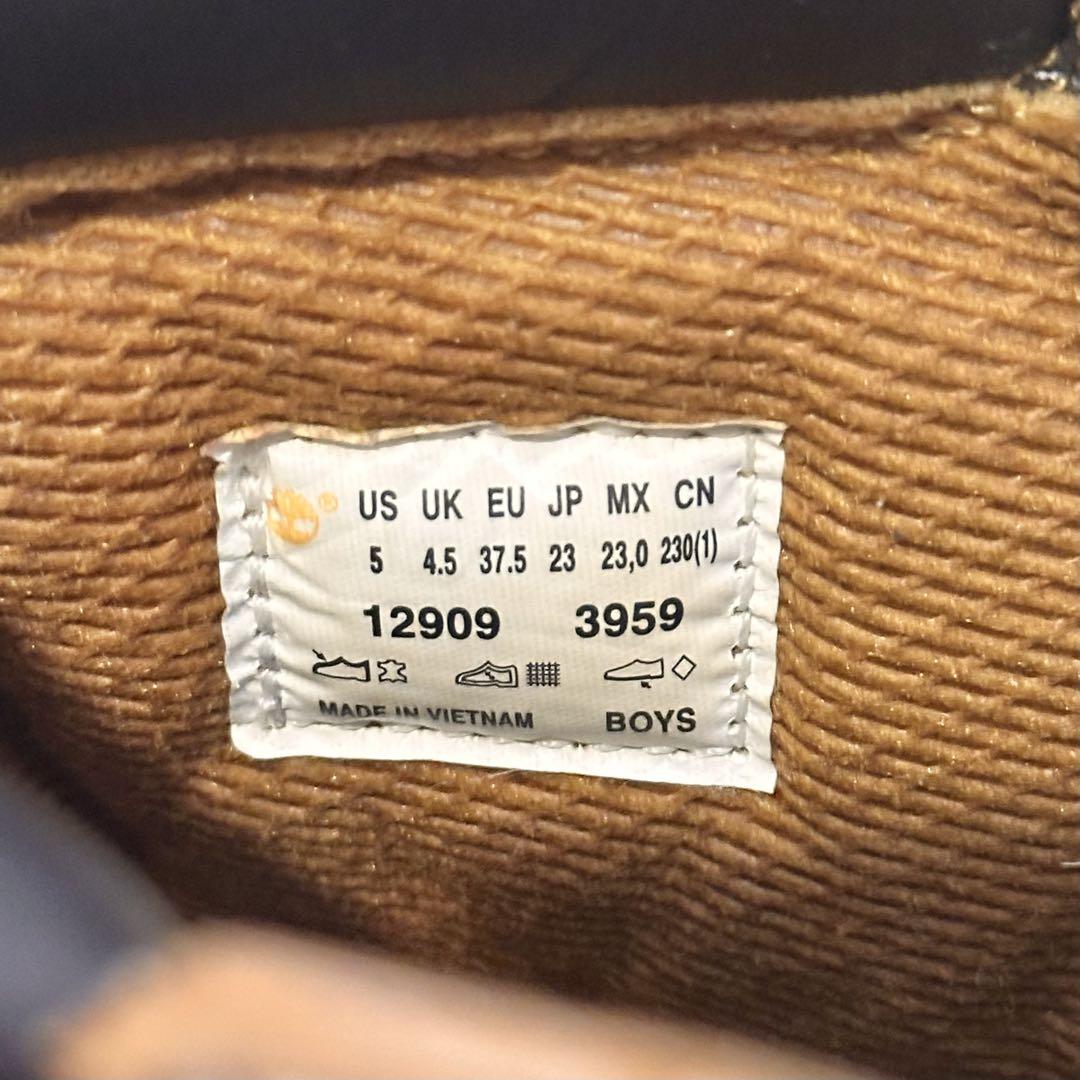 ® US UK EU JP MX CN
5 4.5 37.5 23 23,0 230(1)
12909 3959
MADE IN VIETNAM BOYS